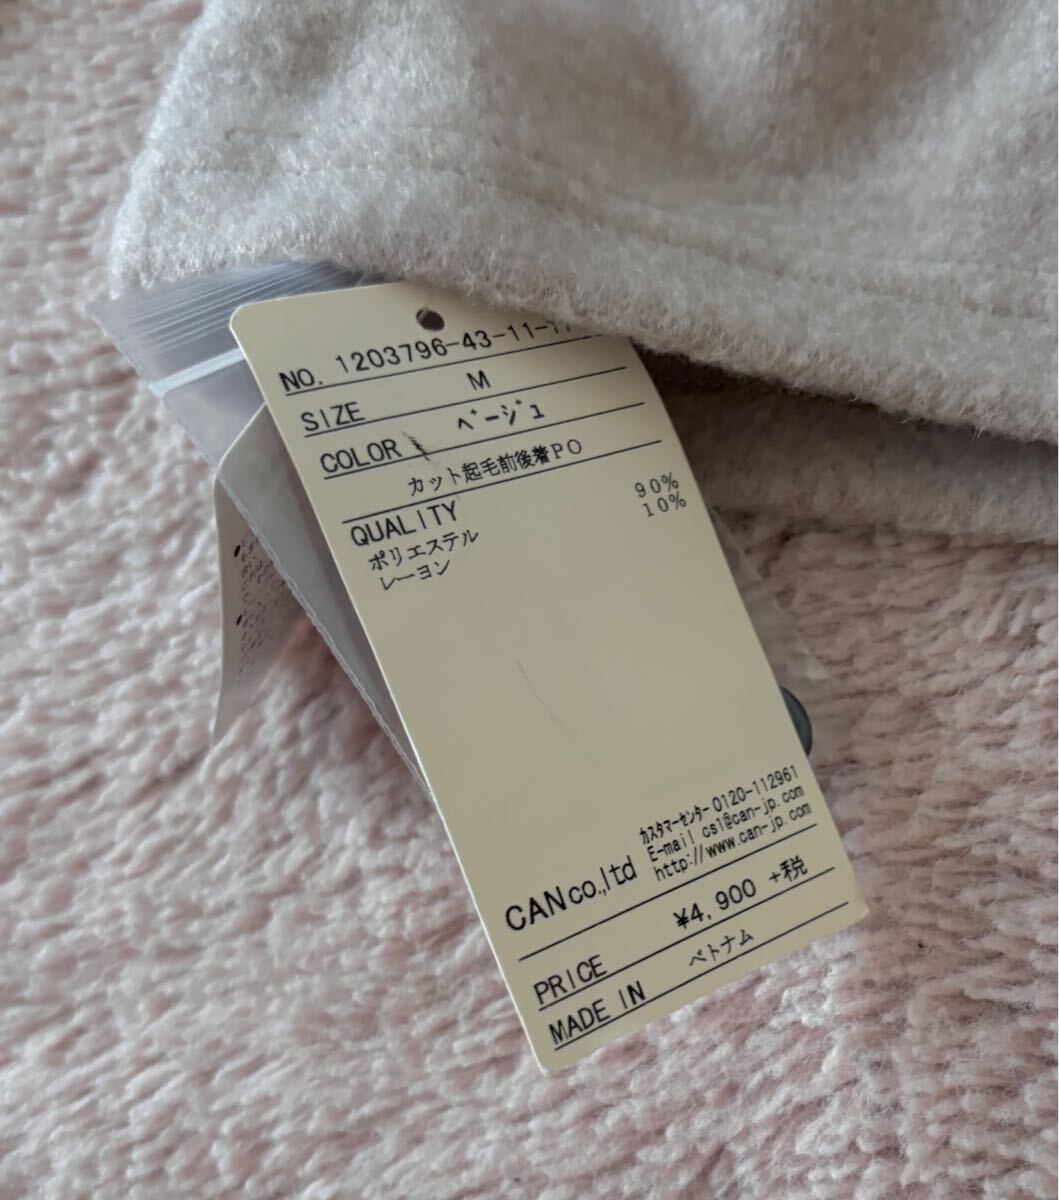 NO. 1203796-43-11-
SIZE M
COLOR ベージュ
カット起毛前後着PO
QUALITY
ポリエステル 90%
レーヨン 10%
カスタマーセンター 0120-112961
E-mail cs1@can-jp.com
CANco.,ltd http://www.can-jp.com
PRICE ¥4,900 +税
MADE IN ベトナム